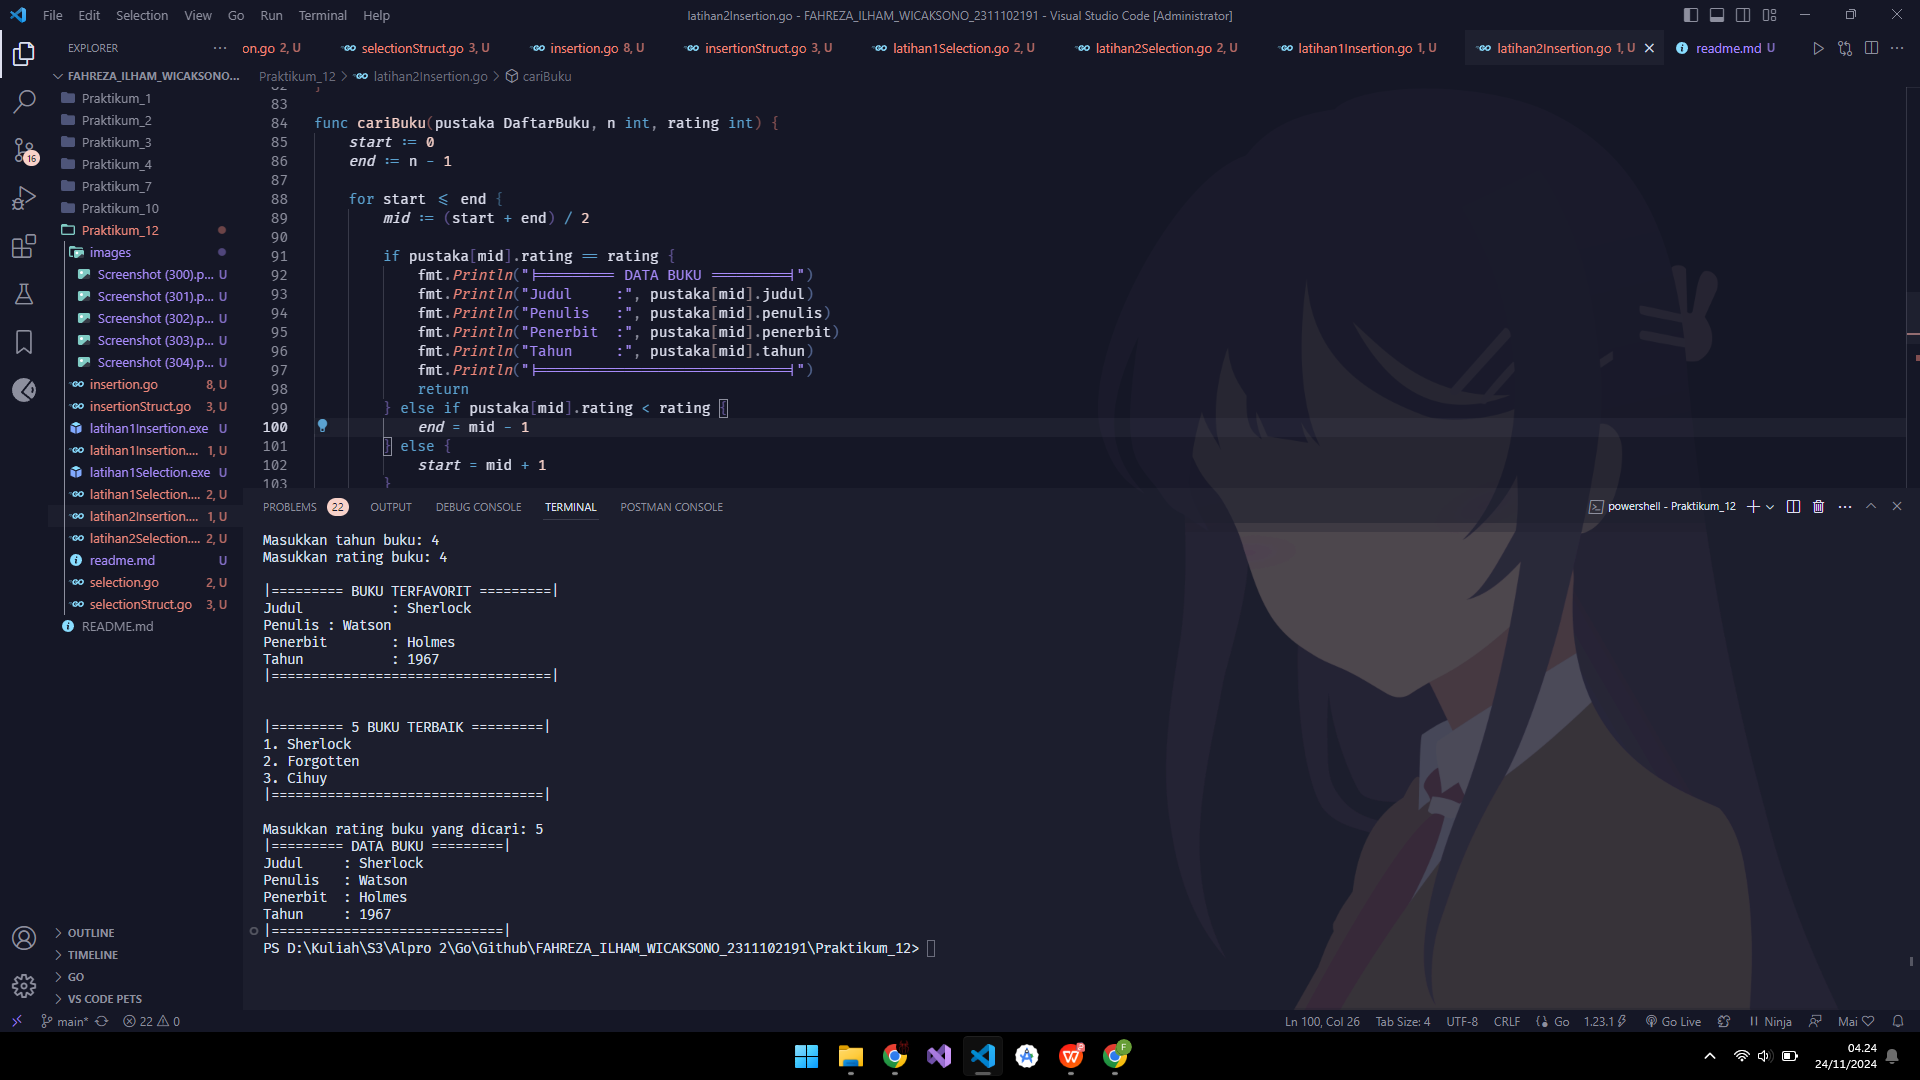 File Edit Selection View Go Run Terminal Help
latihan2Insertion.go - FAHREZA_ILHAM_WICAKSONO_2311102191 - Visual Studio Code [Administrator]
EXPLORER ···
on.go 2, U selectionStruct.go 3, U insertion.go 8, U insertionStruct.go 3, U latihan1Selection.go 2, U latihan2Selection.go 2, U latihan1Insertion.go 1, U latihan2Insertion.go 1, U readme.md U
FAHREZA_ILHAM_WICAKSONO...
Praktikum_1
Praktikum_2
Praktikum_3
Praktikum_4
Praktikum_7
Praktikum_10
Praktikum_12
images
Screenshot (300).p... U
Screenshot (301).p... U
Screenshot (302).p... U
Screenshot (303).p... U
Screenshot (304).p... U
insertion.go 8, U
insertionStruct.go 3, U
latihan1Insertion.exe U
latihan1Insertion.... 1, U
latihan1Selection.exe U
latihan1Selection.... 2, U
latihan2Insertion.... 1, U
latihan2Selection.... 2, U
readme.md U
selection.go 2, U
selectionStruct.go 3, U
README.md
OUTLINE
TIMELINE
GO
VS CODE PETS
16
Praktikum_12 > latihan2Insertion.go > cariBuku
82 }
83
84 func cariBuku(pustaka DaftarBuku, n int, rating int) {
85 start := 0
86 end := n - 1
87
88 for start <= end {
89 mid := (start + end) / 2
90
91 if pustaka[mid].rating == rating {
92 fmt.Println("|========= DATA BUKU =========|")
93 fmt.Println("Judul     :", pustaka[mid].judul)
94 fmt.Println("Penulis   :", pustaka[mid].penulis)
95 fmt.Println("Penerbit  :", pustaka[mid].penerbit)
96 fmt.Println("Tahun     :", pustaka[mid].tahun)
97 fmt.Println("|=============================|")
98 return
99 } else if pustaka[mid].rating < rating {
100 end = mid - 1
101 } else {
102 start = mid + 1
103 }
PROBLEMS 22 OUTPUT DEBUG CONSOLE TERMINAL POSTMAN CONSOLE
powershell - Praktikum_12
Masukkan tahun buku: 4
Masukkan rating buku: 4
|========= BUKU TERFAVORIT =========|
Judul           : Sherlock
Penulis : Watson
Penerbit        : Holmes
Tahun           : 1967
|===================================|
|========= 5 BUKU TERBAIK =========|
1. Sherlock
2. Forgotten
3. Cihuy
|==================================|
Masukkan rating buku yang dicari: 5
|========= DATA BUKU =========|
Judul     : Sherlock
Penulis   : Watson
Penerbit  : Holmes
Tahun     : 1967
|=============================|
PS D:\Kuliah\S3\Alpro 2\Go\Github\FAHREZA_ILHAM_WICAKSONO_2311102191\Praktikum_12>
main* 22 0
Ln 100, Col 26 Tab Size: 4 UTF-8 CRLF Go 1.23.1 Go Live Ninja Mai
F
04.24
24/11/2024